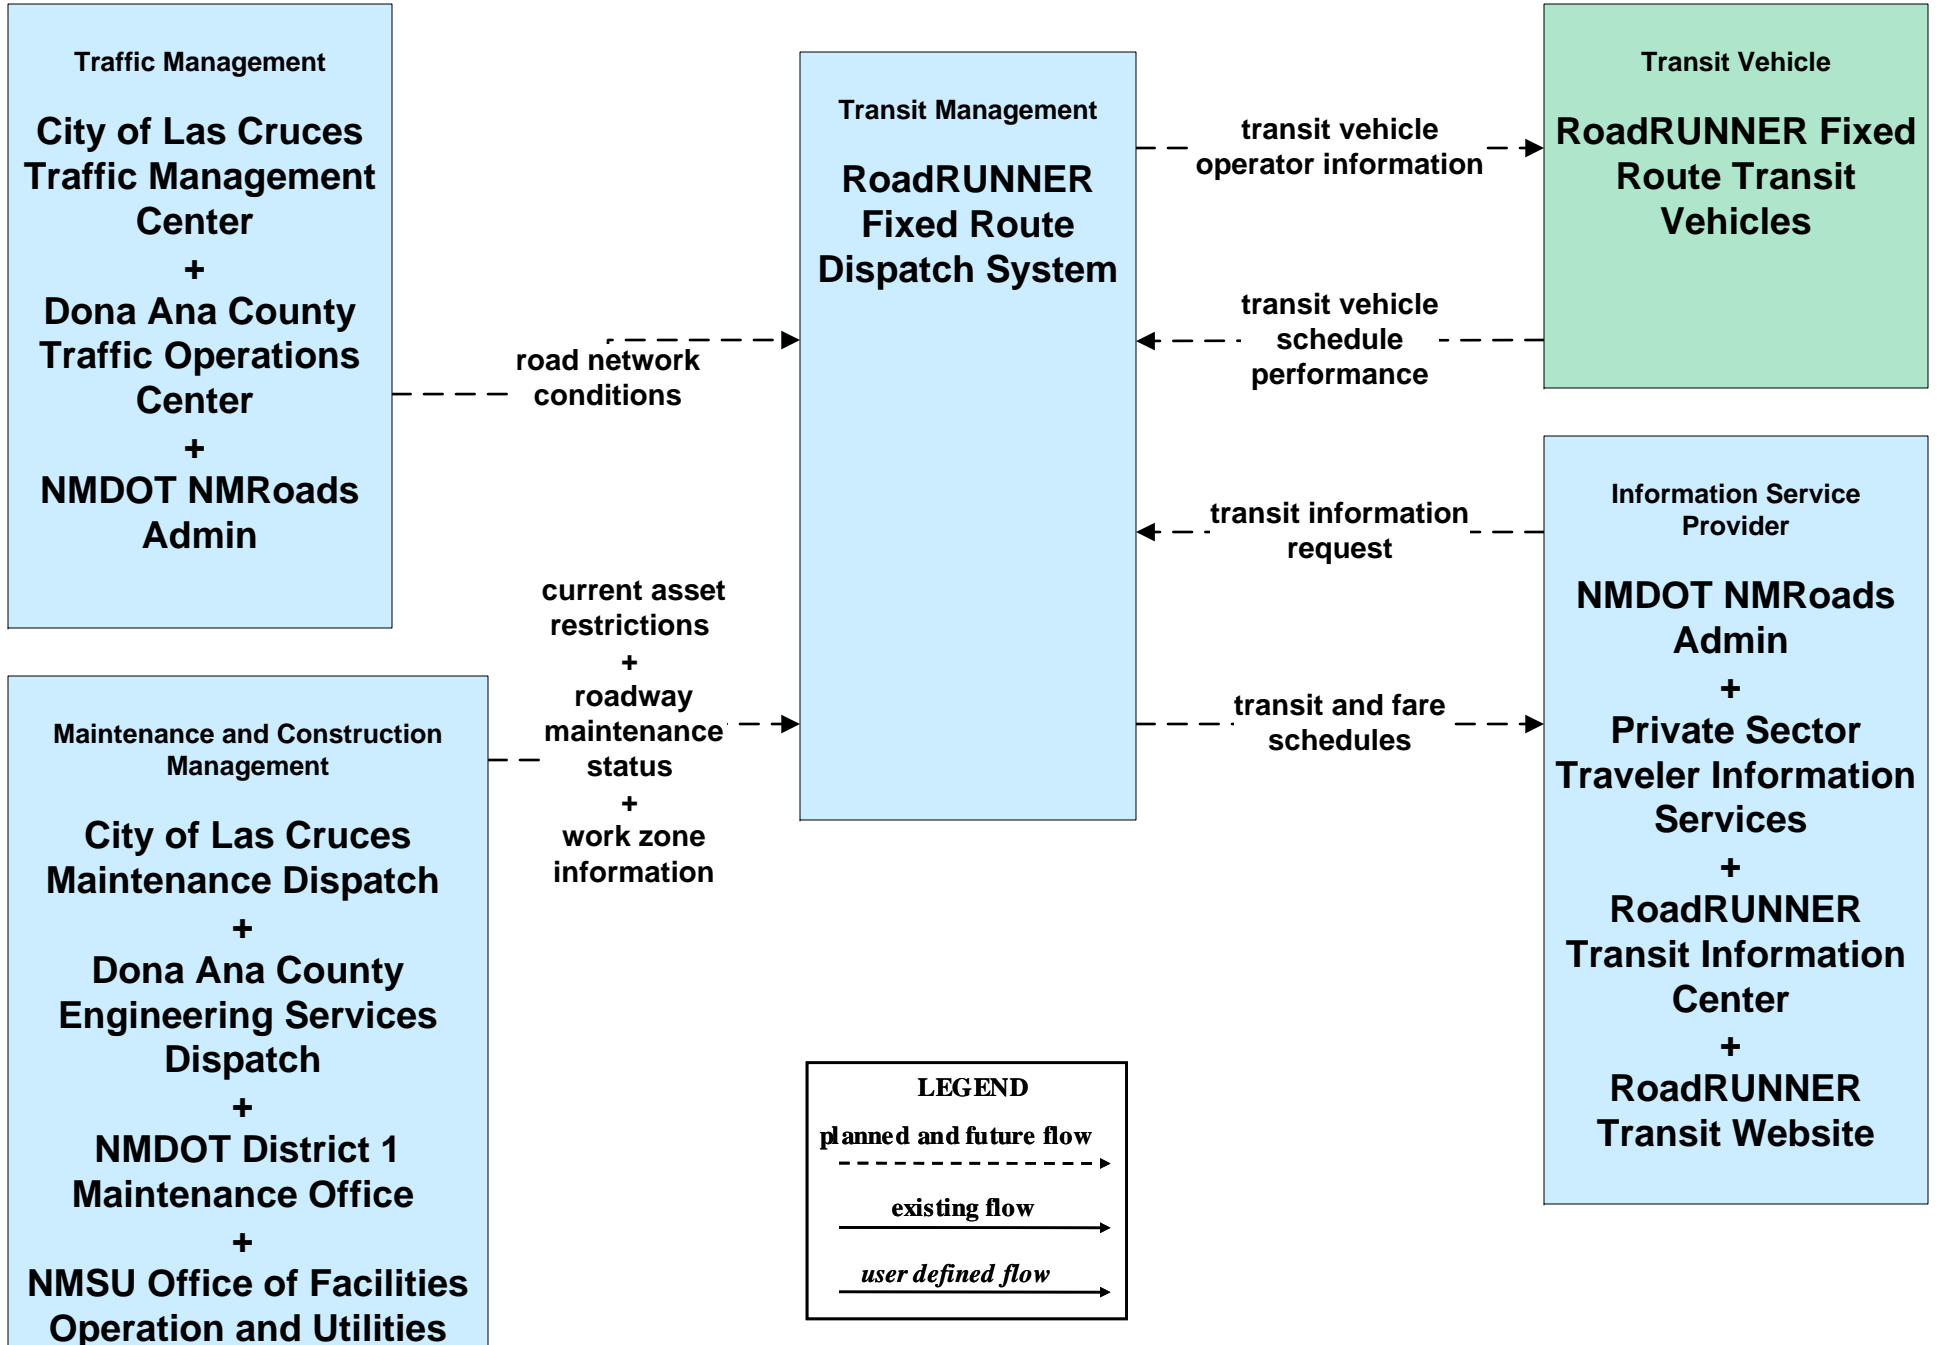 Traffic Management
City of Las Cruces
Traffic Management
Center
+
Dona Ana County
Traffic Operations
Center
+
NMDOT NMRoads
Admin
Maintenance and Construction
Management
City of Las Cruces
Maintenance Dispatch
+
Dona Ana County
Engineering Services
Dispatch
+
NMDOT District 1
Maintenance Office
+
NMSU Office of Facilities
Operation and Utilities
road network
conditions
current asset
restrictions
+
roadway
maintenance
status
+
work zone
information
Transit Management
RoadRUNNER
Fixed Route
Dispatch System
transit vehicle
operator information
transit vehicle
schedule
performance
transit information
request
transit and fare
schedules
Transit Vehicle
RoadRUNNER Fixed
Route Transit
Vehicles
Information Service
Provider
NMDOT NMRoads
Admin
+
Private Sector
Traveler Information
Services
+
RoadRUNNER
Transit Information
Center
+
RoadRUNNER
Transit Website
LEGEND
planned and future flow
existing flow
user defined flow